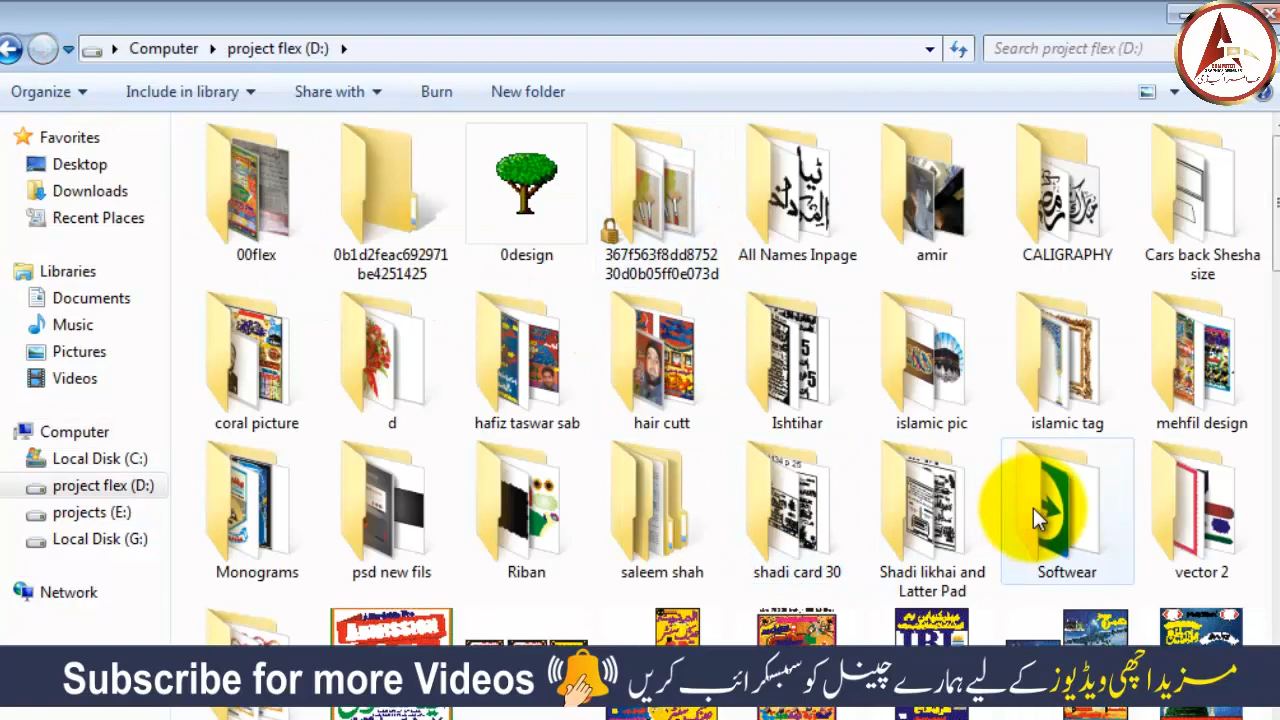 Computer
project flex (D:)
Search project flex (D:)
Organize
Include in library
Share with
Burn
New folder
Favorites
Desktop
Downloads
Recent Places
Libraries
Documents
Music
Pictures
Videos
Computer
Local Disk (C:)
project flex (D:)
projects (E:)
Local Disk (G:)
Network
00flex
0b1d2feac692971
be4251425
0design
367f563f8dd8752
30d0b05ff0e073d
All Names Inpage
amir
CALIGRAPHY
Cars back Shesha
size
coral picture
d
hafiz taswar sab
hair cutt
Ishtihar
islamic pic
islamic tag
mehfil design
Monograms
psd new fils
Riban
saleem shah
shadi card 30
Shadi likhai and
Latter Pad
Softwear
vector 2
Subscribe for more Videos
مزید اچھی ویڈیوز کے لیے ہمارے چینل کو سبسکرائب کریں